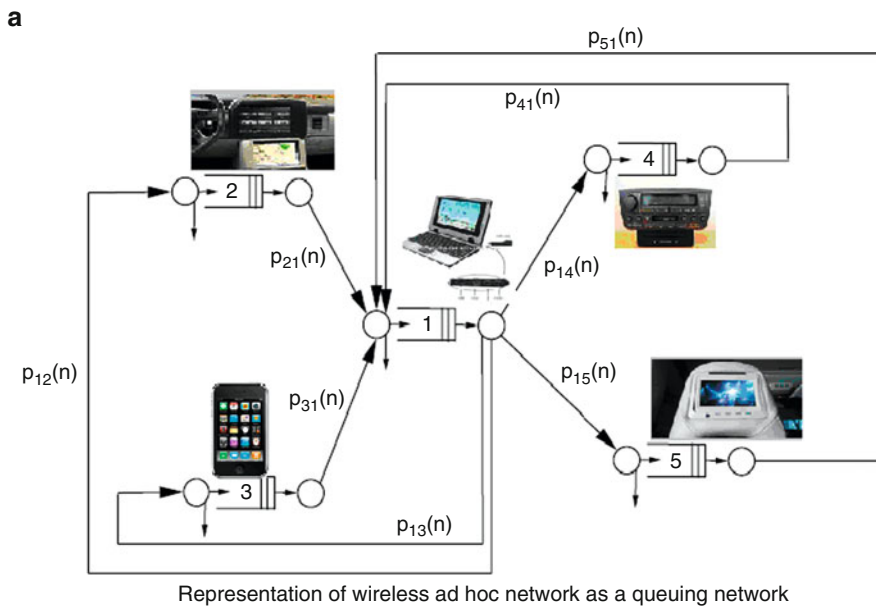 a
p51(n)
p41(n)
2
4
p21(n)
p14(n)
1
p12(n)
p31(n)
p15(n)
3
5
p13(n)
Representation of wireless ad hoc network as a queuing network